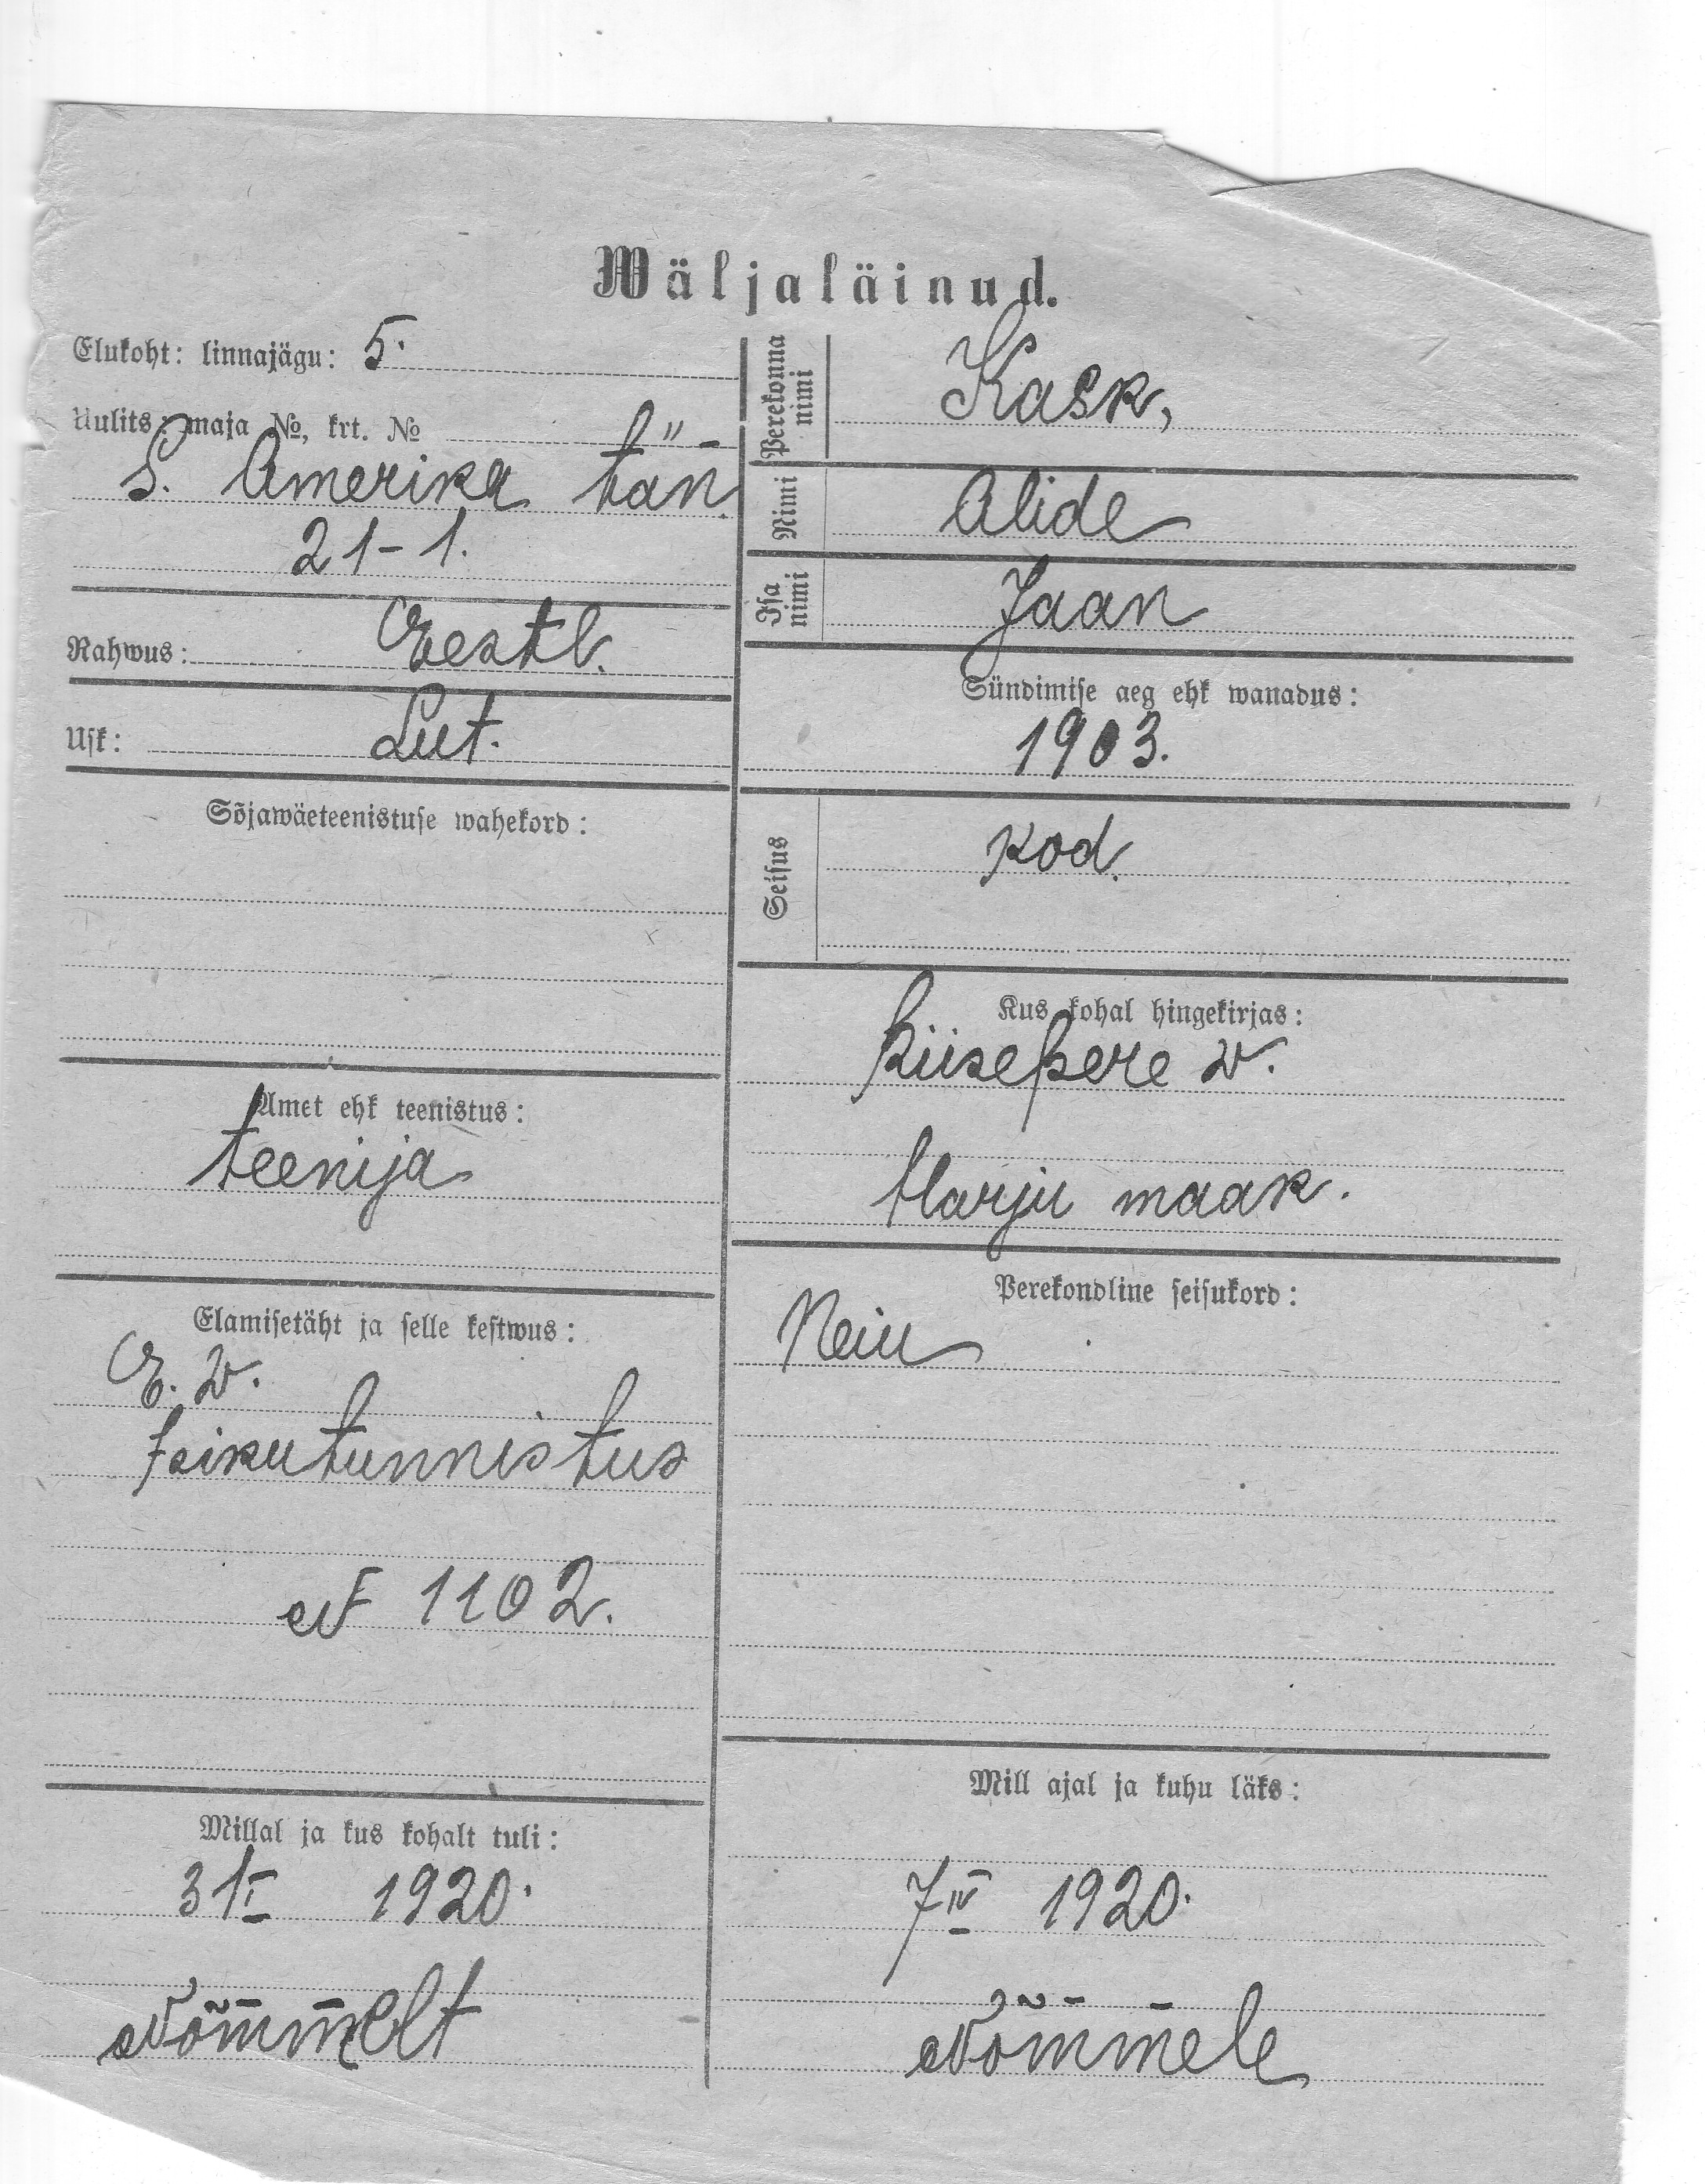 Wäljaläinud.
Elukoht: linnajägu: 5.
Uulits: maja №, krt. №
S. Amerika tän.
21-1.
Rahwus: Eestl.
Usk: Lut.
Sõjawäeteenistuse wahekord:
Amet ehk teenistus:
teenija
Elamisetäht ja selle kestwus:
E. W.
Isikutunnistus
№ 1102.
Millal ja kus kohalt tuli:
31 I 1920.
Nõmmelt
Perekonna nimi
Kask,
Nimi
Alide
Isa nimi
Jaan
Sündimise aeg ehk wanadus:
1903.
Seisus
kod.
Kus kohal hingekirjas:
Riisepere w.
Harju maak.
Perekondline seisukord:
Neiu
Mill ajal ja kuhu läks:
7 IV 1920.
Nõmmele